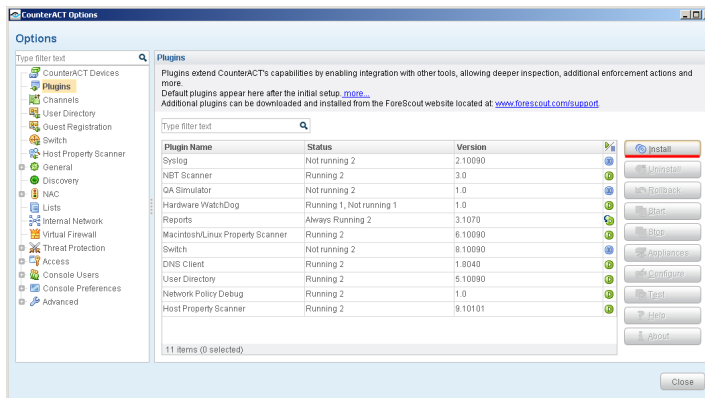 CounterACT Options
Options
Type filter text
CounterACT Devices
Plugins
Channels
User Directory
Guest Registration
Switch
Host Property Scanner
General
Discovery
NAC
Lists
Internal Network
Virtual Firewall
Threat Protection
Access
Console Users
Console Preferences
Advanced
Plugins
Plugins extend CounterACT's capabilities by enabling integration with other tools, allowing deeper inspection, additional enforcement actions and
more.
Default plugins appear here after the initial setup. more...
Additional plugins can be downloaded and installed from the ForeScout website located at: www.forescout.com/support.
Type filter text
Plugin Name Status Version
Syslog Not running 2 2.10090
NBT Scanner Running 2 3.0
QA Simulator Not running 2 1.0
Hardware WatchDog Running 1, Not running 1 1.0
Reports Always Running 2 3.1070
Macintosh/Linux Property Scanner Running 2 6.10090
Switch Not running 2 8.10090
DNS Client Running 2 1.8040
User Directory Running 2 5.10090
Network Policy Debug Running 2 1.0
Host Property Scanner Running 2 9.10101
11 items (0 selected)
Install
Uninstall
Rollback
Start
Stop
Appliances
Configure
Test
Help
About
Close